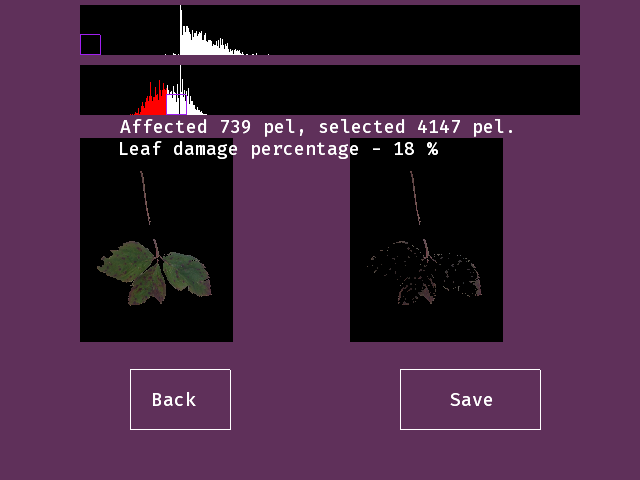 Affected 739 pel, selected 4147 pel.
Leaf damage percentage - 18 %
Back
Save